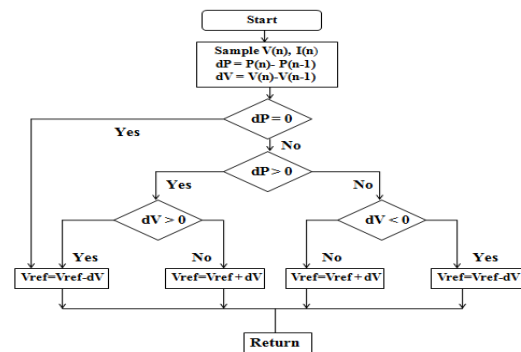 Start
Sample V(n), I(n)
dP = P(n)- P(n-1)
dV = V(n)-V(n-1)
dP = 0
Yes
No
dP > 0
Yes
No
dV > 0
dV < 0
Yes
No
No
Yes
Vref=Vref-dV
Vref=Vref + dV
Vref=Vref + dV
Vref=Vref-dV
Return